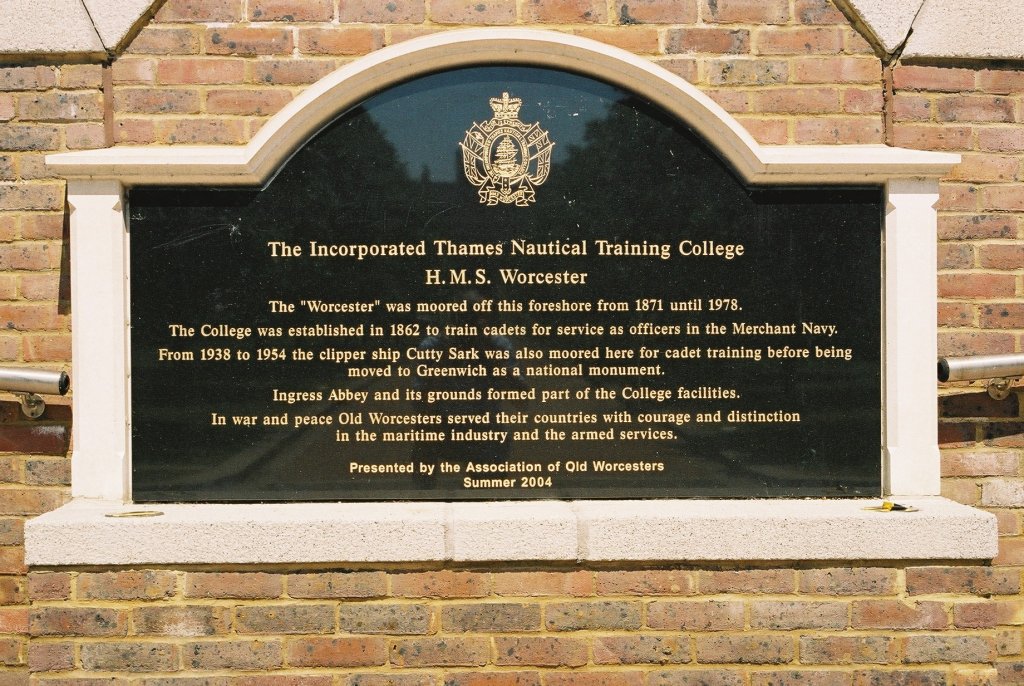 The Incorporated Thames Nautical Training College
H.M.S. Worcester
The "Worcester" was moored off this foreshore from 1871 until 1978.
The College was established in 1862 to train cadets for service as officers in the Merchant Navy.
From 1938 to 1954 the clipper ship Cutty Sark was also moored here for cadet training before being
moved to Greenwich as a national monument.
Ingress Abbey and its grounds formed part of the College facilities.
In war and peace Old Worcesters served their countries with courage and distinction
in the maritime industry and the armed services.
Presented by the Association of Old Worcesters
Summer 2004